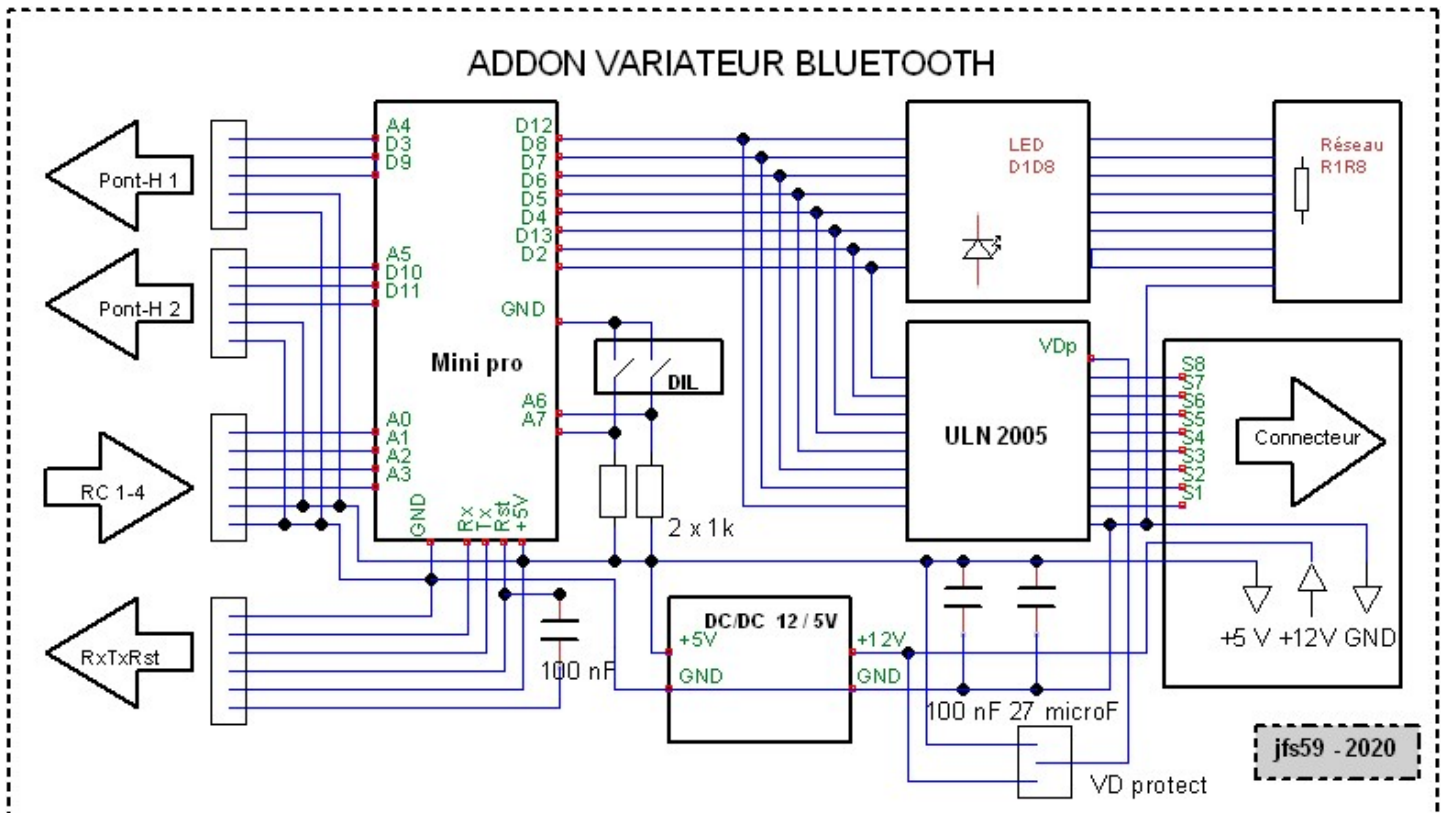 ADDON VARIATEUR BLUETOOTH
Pont-H 1
Pont-H 2
RC 1-4
RxTxRst
A4
D3
D9
A5
D10
D11
A0
A1
A2
A3
D12
D8
D7
D6
D5
D4
D13
D2
GND
Mini pro
A6
A7
GND
Rx
Tx
Rst
+5V
DIL
2 x 1k
100 nF
LED
D1D8
Réseau
R1R8
VDp
ULN 2005
S8
S7
S6
S5
S4
S3
S2
S1
Connecteur
+5 V +12V GND
DC/DC 12 / 5V
+5V
GND
+12V
GND
100 nF 27 microF
VD protect
jfs59 - 2020